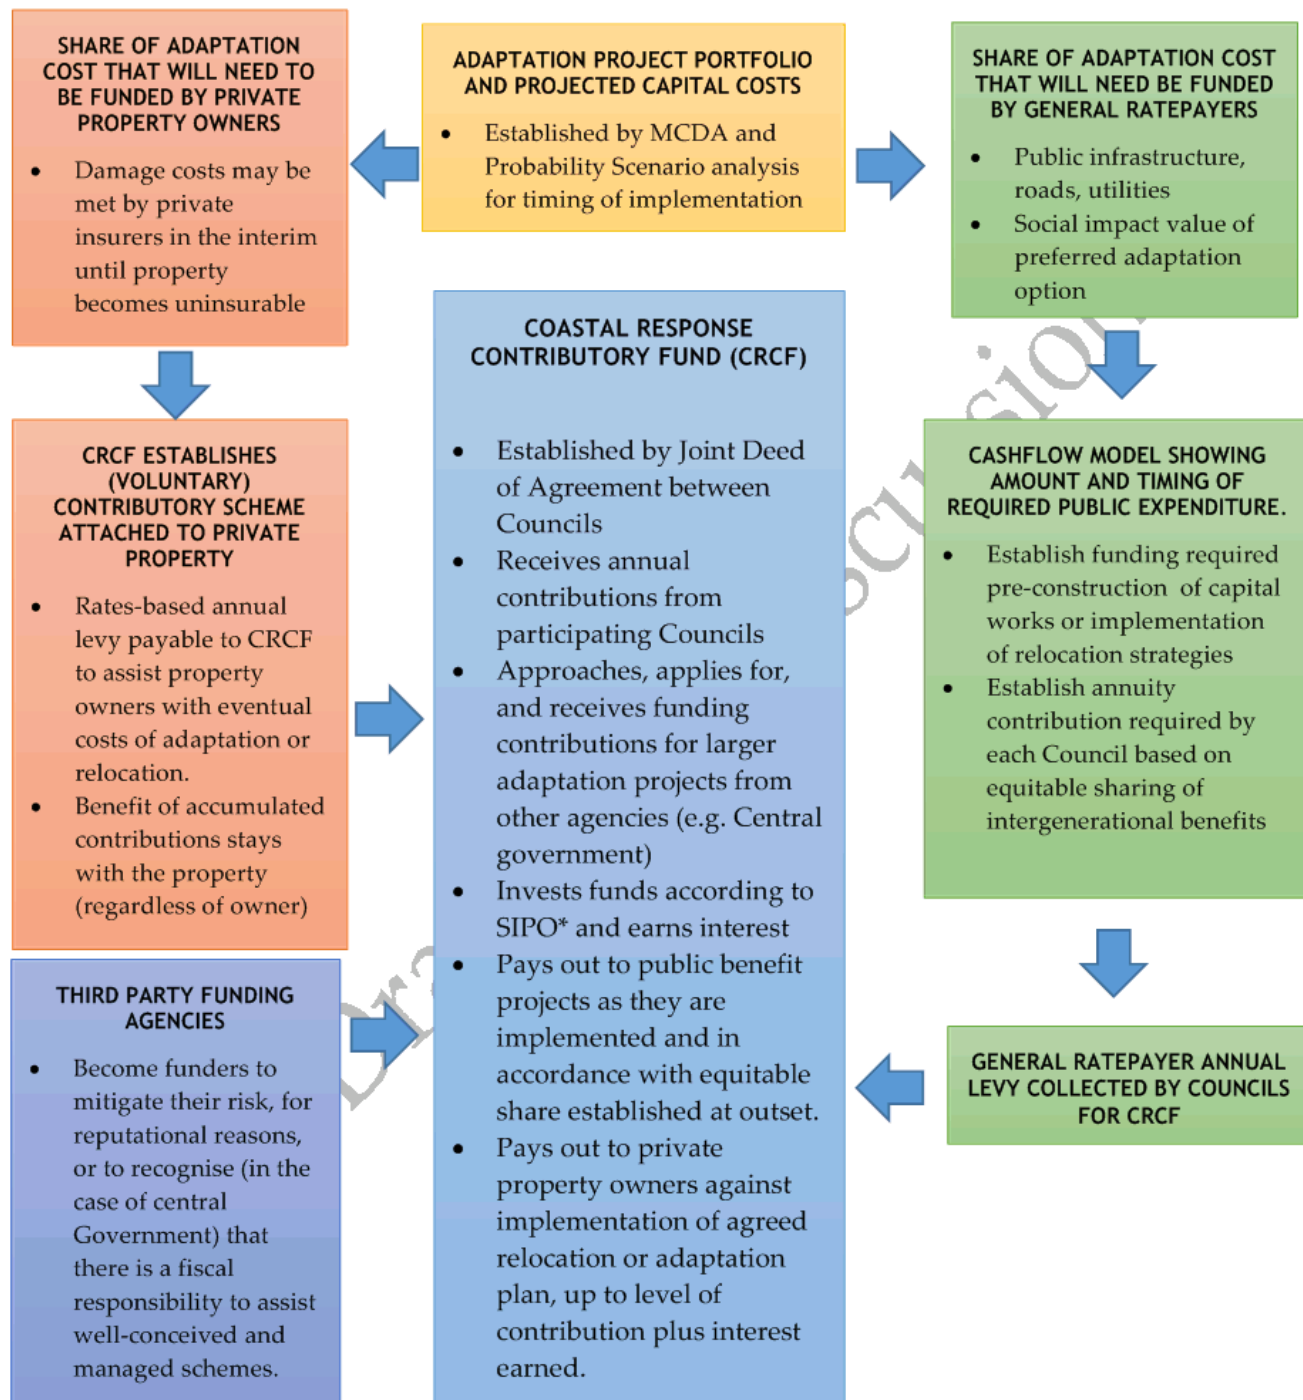 SHARE OF ADAPTATION
COST THAT WILL NEED TO
BE FUNDED BY PRIVATE
PROPERTY OWNERS
• Damage costs may be
met by private
insurers in the interim
until property
becomes uninsurable
ADAPTATION PROJECT PORTFOLIO
AND PROJECTED CAPITAL COSTS
• Established by MCDA and
Probability Scenario analysis
for timing of implementation
SHARE OF ADAPTATION COST
THAT WILL NEED BE FUNDED
BY GENERAL RATEPAYERS
• Public infrastructure,
roads, utilities
• Social impact value of
preferred adaptation
option
CRCF ESTABLISHES
(VOLUNTARY)
CONTRIBUTORY SCHEME
ATTACHED TO PRIVATE
PROPERTY
• Rates-based annual
levy payable to CRCF
to assist property
owners with eventual
costs of adaptation or
relocation.
• Benefit of accumulated
contributions stays
with the property
(regardless of owner)
THIRD PARTY FUNDING
AGENCIES
• Become funders to
mitigate their risk, for
reputational reasons,
or to recognise (in the
case of central
Government) that
there is a fiscal
responsibility to assist
well-conceived and
managed schemes.
COASTAL RESPONSE
CONTRIBUTORY FUND (CRCF)
• Established by Joint Deed
of Agreement between
Councils
• Receives annual
contributions from
participating Councils
• Approaches, applies for,
and receives funding
contributions for larger
adaptation projects from
other agencies (e.g. Central
government)
• Invests funds according to
SIPO* and earns interest
• Pays out to public benefit
projects as they are
implemented and in
accordance with equitable
share established at outset.
• Pays out to private
property owners against
implementation of agreed
relocation or adaptation
plan, up to level of
contribution plus interest
earned.
CASHFLOW MODEL SHOWING
AMOUNT AND TIMING OF
REQUIRED PUBLIC EXPENDITURE.
• Establish funding required
pre-construction of capital
works or implementation
of relocation strategies
• Establish annuity
contribution required by
each Council based on
equitable sharing of
intergenerational benefits
GENERAL RATEPAYER ANNUAL
LEVY COLLECTED BY COUNCILS
FOR CRCF